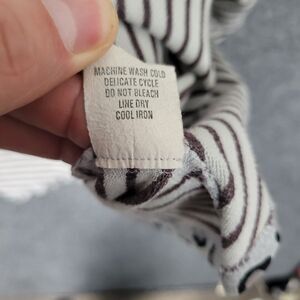 MACHINE WASH COLD
DELICATE CYCLE
DO NOT BLEACH
LINE DRY
COOL IRON